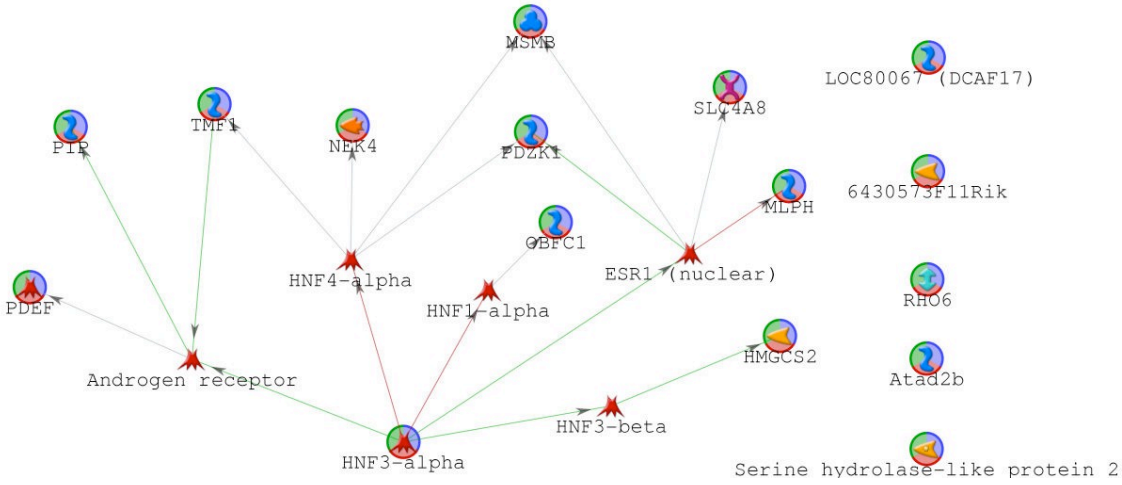 MSMB
LOC80067 (DCAF17)
SLC4A8
TMF1
PIP
NEK4
PDZK1
6430573F11Rik
MLPH
OBFC1
HNF4-alpha
ESR1 (nuclear)
RHO6
PDEF
HNF1-alpha
HMGCS2
Androgen receptor
Atad2b
HNF3-beta
HNF3-alpha
Serine hydrolase-like protein 2